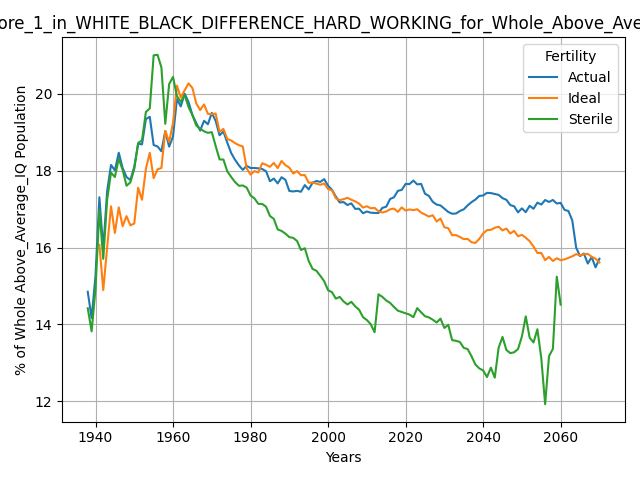 ore_1_in_WHITE_BLACK_DIFFERENCE_HARD_WORKING_for_Whole_Above_Ave
% of Whole Above_Average_IQ Population
20
18
16
14
12
1940 1960 1980 2000 2020 2040 2060
Years
Fertility
Actual
Ideal
Sterile